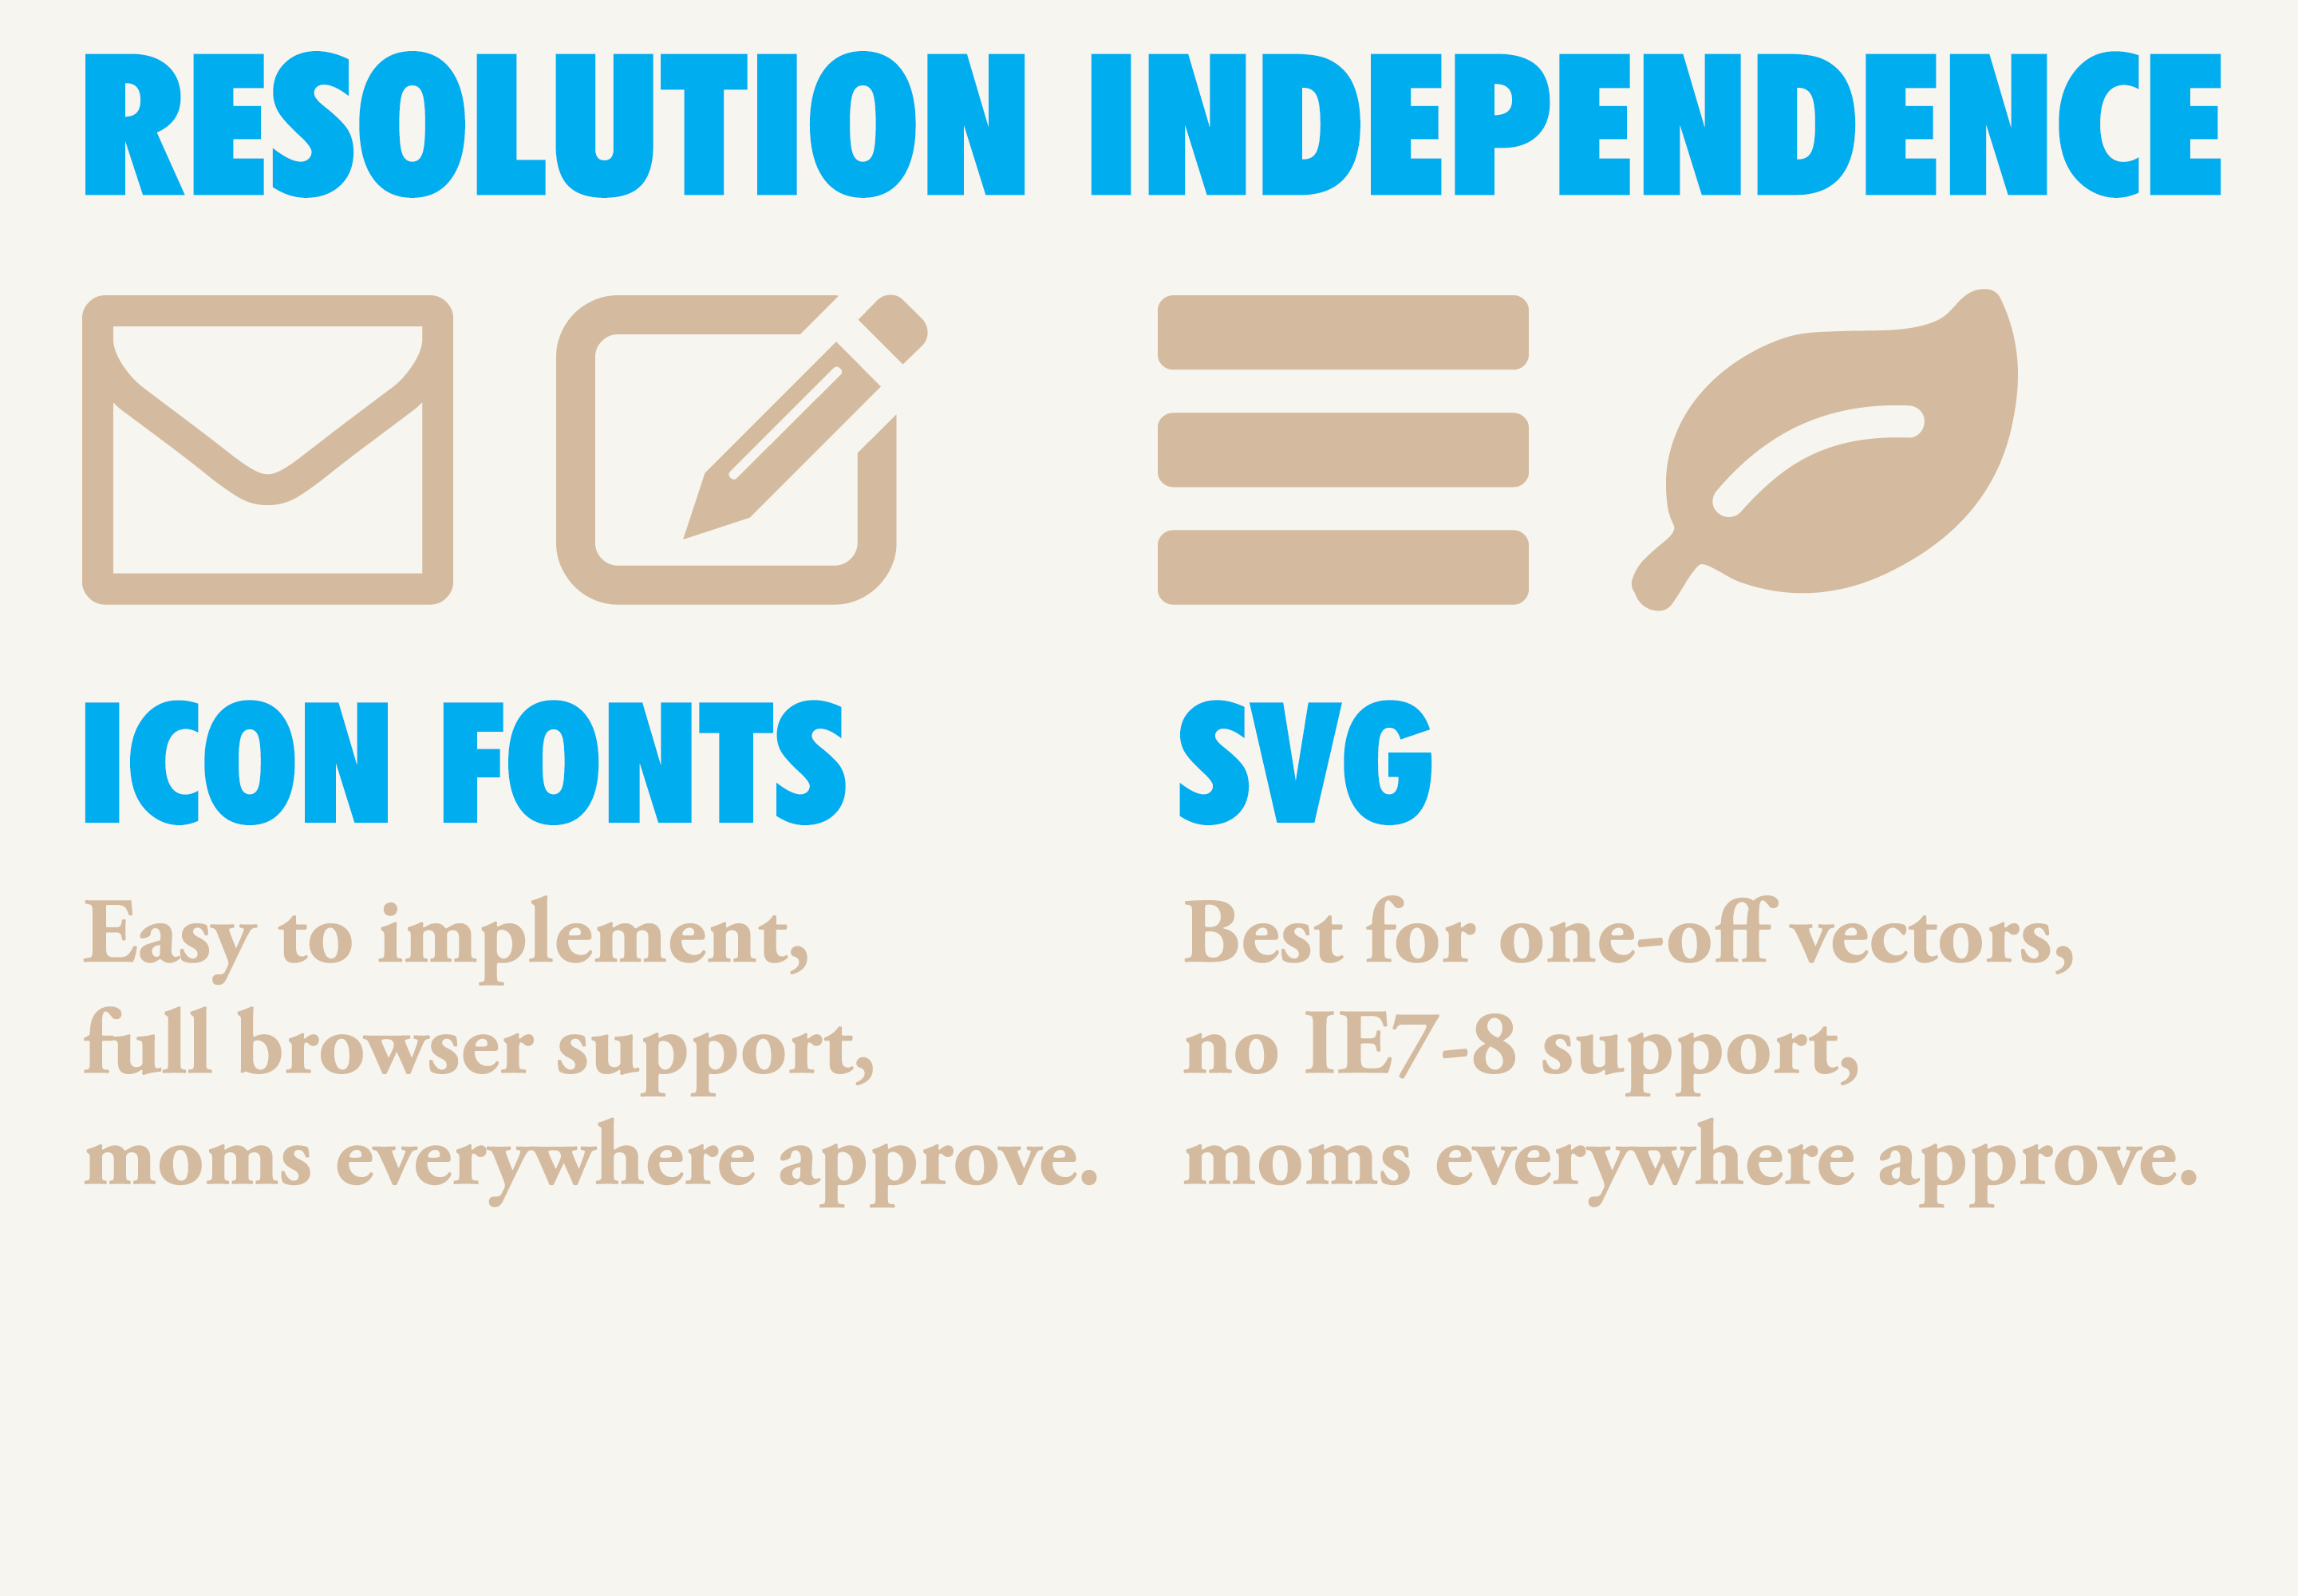 RESOLUTION INDEPENDENCE
ICON FONTS
Easy to implement,
full browser support,
moms everywhere approve.
SVG
Best for one-off vectors,
no IE7-8 support,
moms everywhere approve.